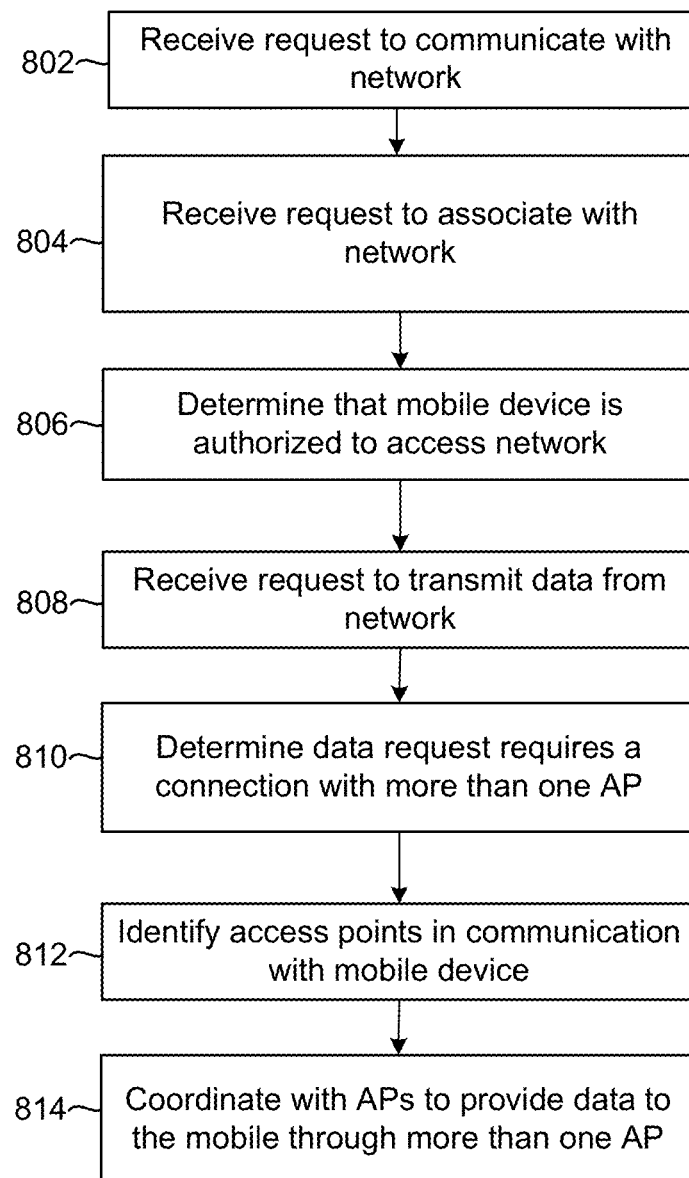 802
Receive request to communicate with
network
804
Receive request to associate with
network
806
Determine that mobile device is
authorized to access network
808
Receive request to transmit data from
network
810
Determine data request requires a
connection with more than one AP
812
Identify access points in communication
with mobile device
814
Coordinate with APs to provide data to
the mobile through more than one AP